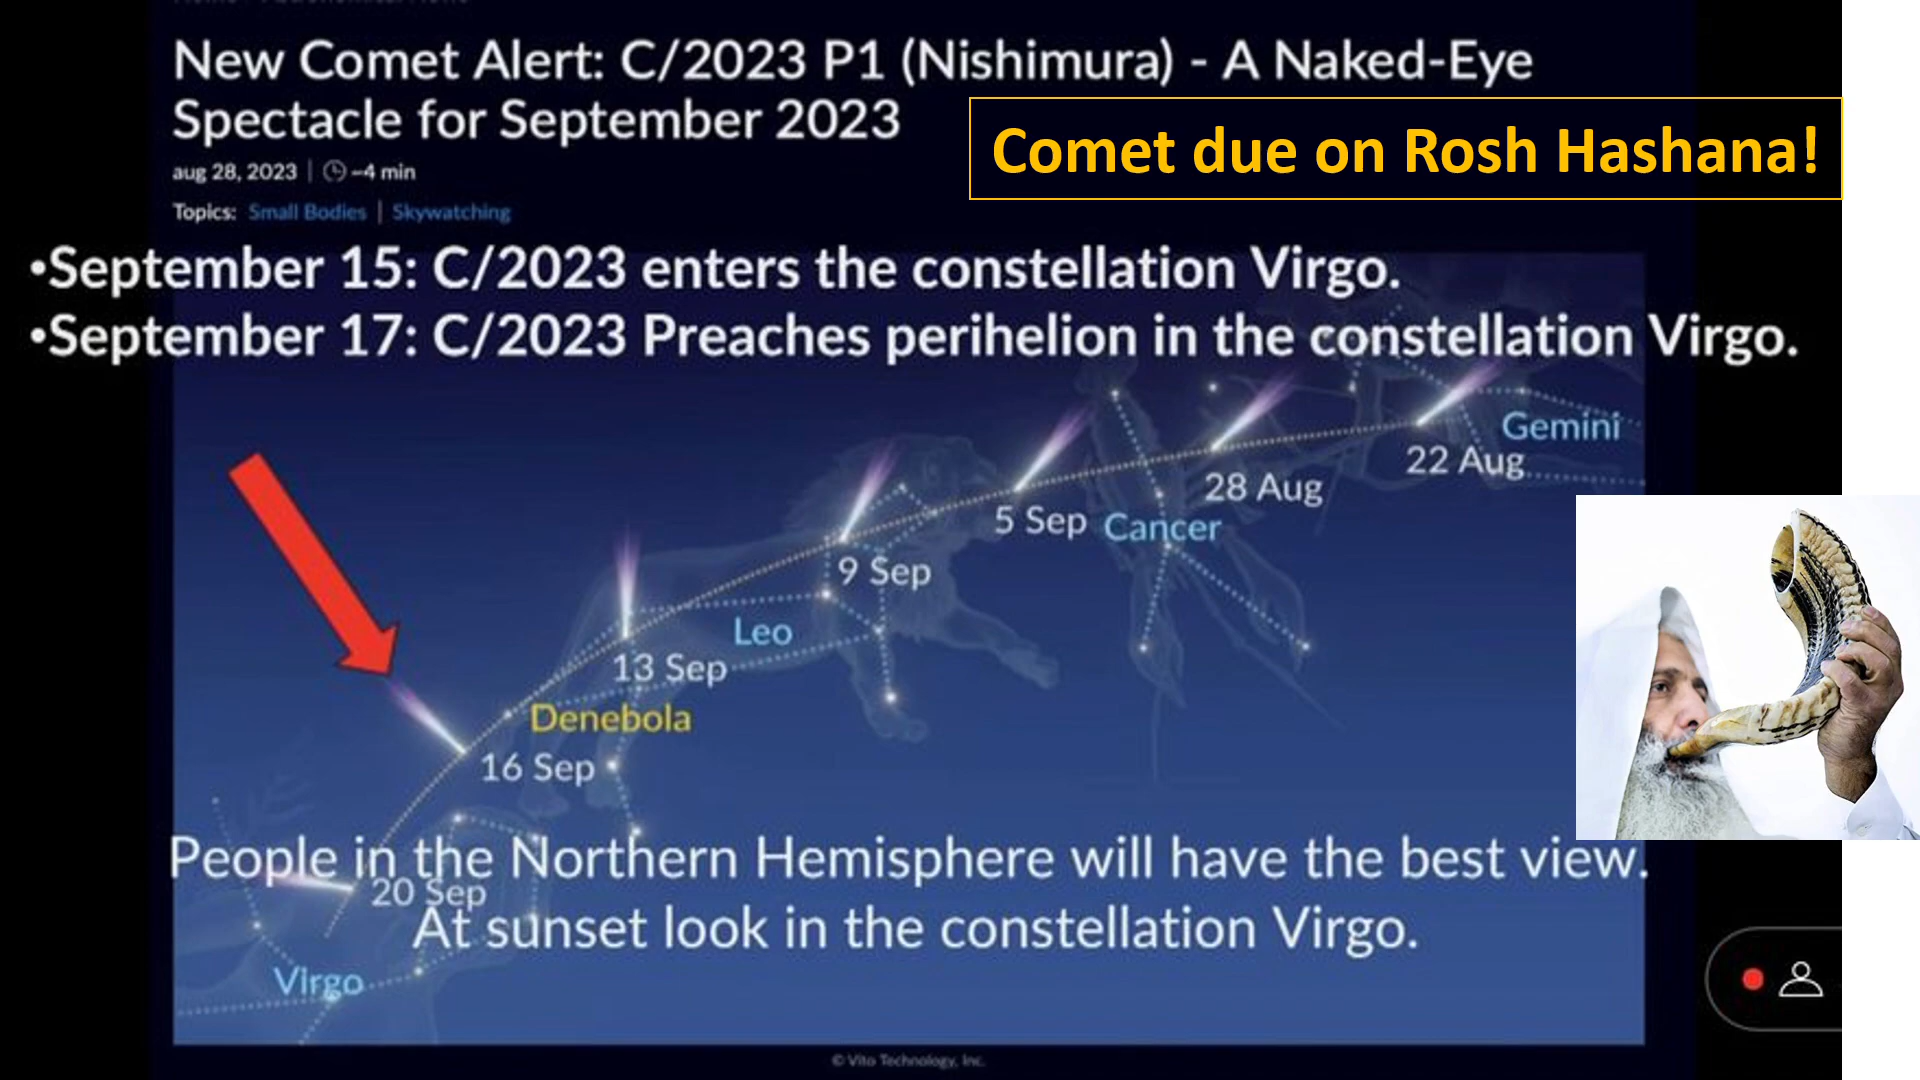 New Comet Alert: C/2023 P1 (Nishimura) - A Naked-Eye
Spectacle for September 2023
Comet due on Rosh Hashana!
aug 28, 2023 | ~4 min
Topics: Small Bodies | Skywatching
•September 15: C/2023 enters the constellation Virgo.
•September 17: C/2023 Preaches perihelion in the constellation Virgo.
Gemini
22 Aug
28 Aug
5 Sep
Cancer
9 Sep
Leo
13 Sep
Denebola
16 Sep
People in the Northern Hemisphere will have the best view.
20 Sep
At sunset look in the constellation Virgo.
Virgo
© Vito Technology, Inc.